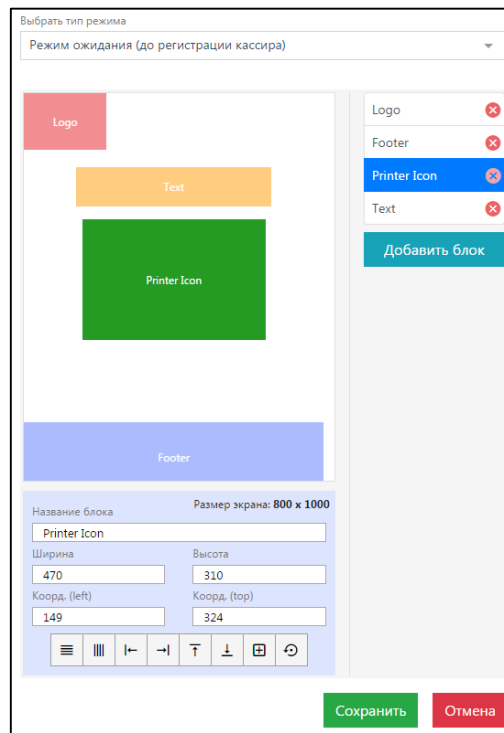 Выбрать тип режима
Режим ожидания (до регистрации кассира)
Logo
Text
Printer Icon
Footer
Logo
Footer
Printer Icon
Text
Добавить блок
Размер экрана: 800 x 1000
Название блока
Printer Icon
Ширина Высота
470 310
Коорд. (left) Коорд. (top)
149 324
Сохранить Отмена